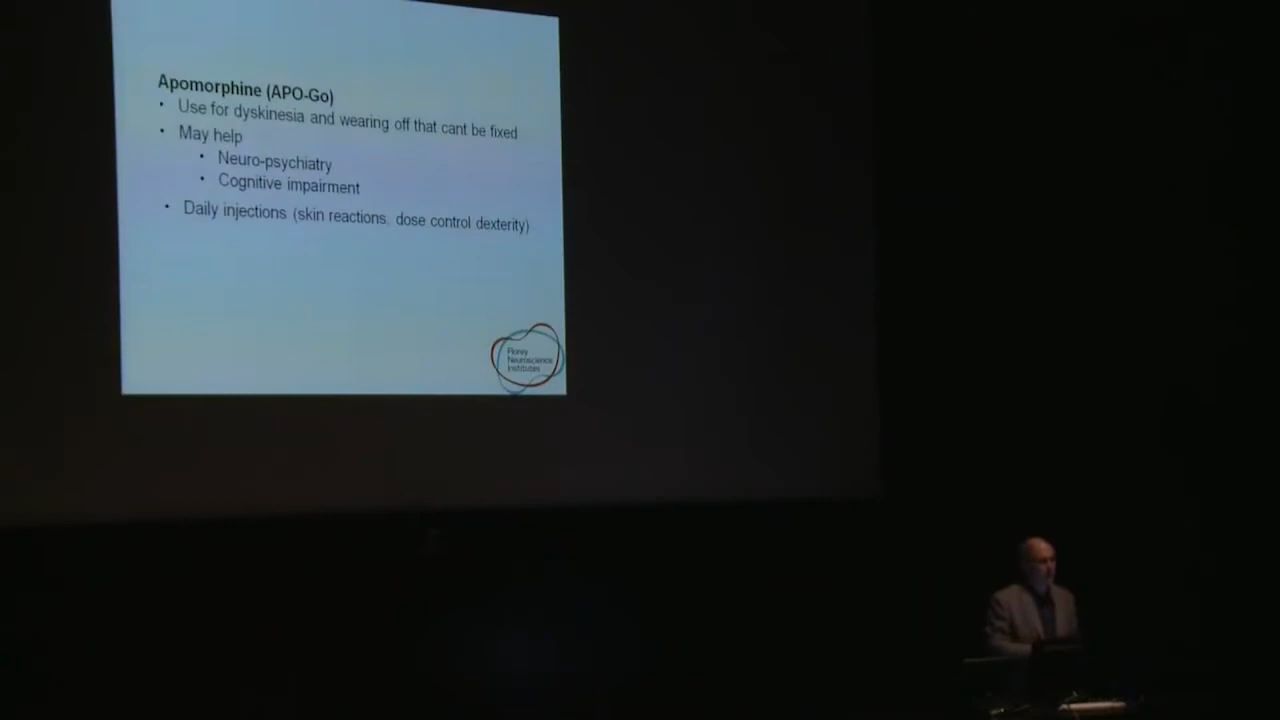 Apomorphine (APO-Go)
• Use for dyskinesia and wearing off that cant be fixed
• May help
• Neuro-psychiatry
• Cognitive impairment
• Daily injections (skin reactions, dose control dexterity)
Florey
Neuroscience
Institutes